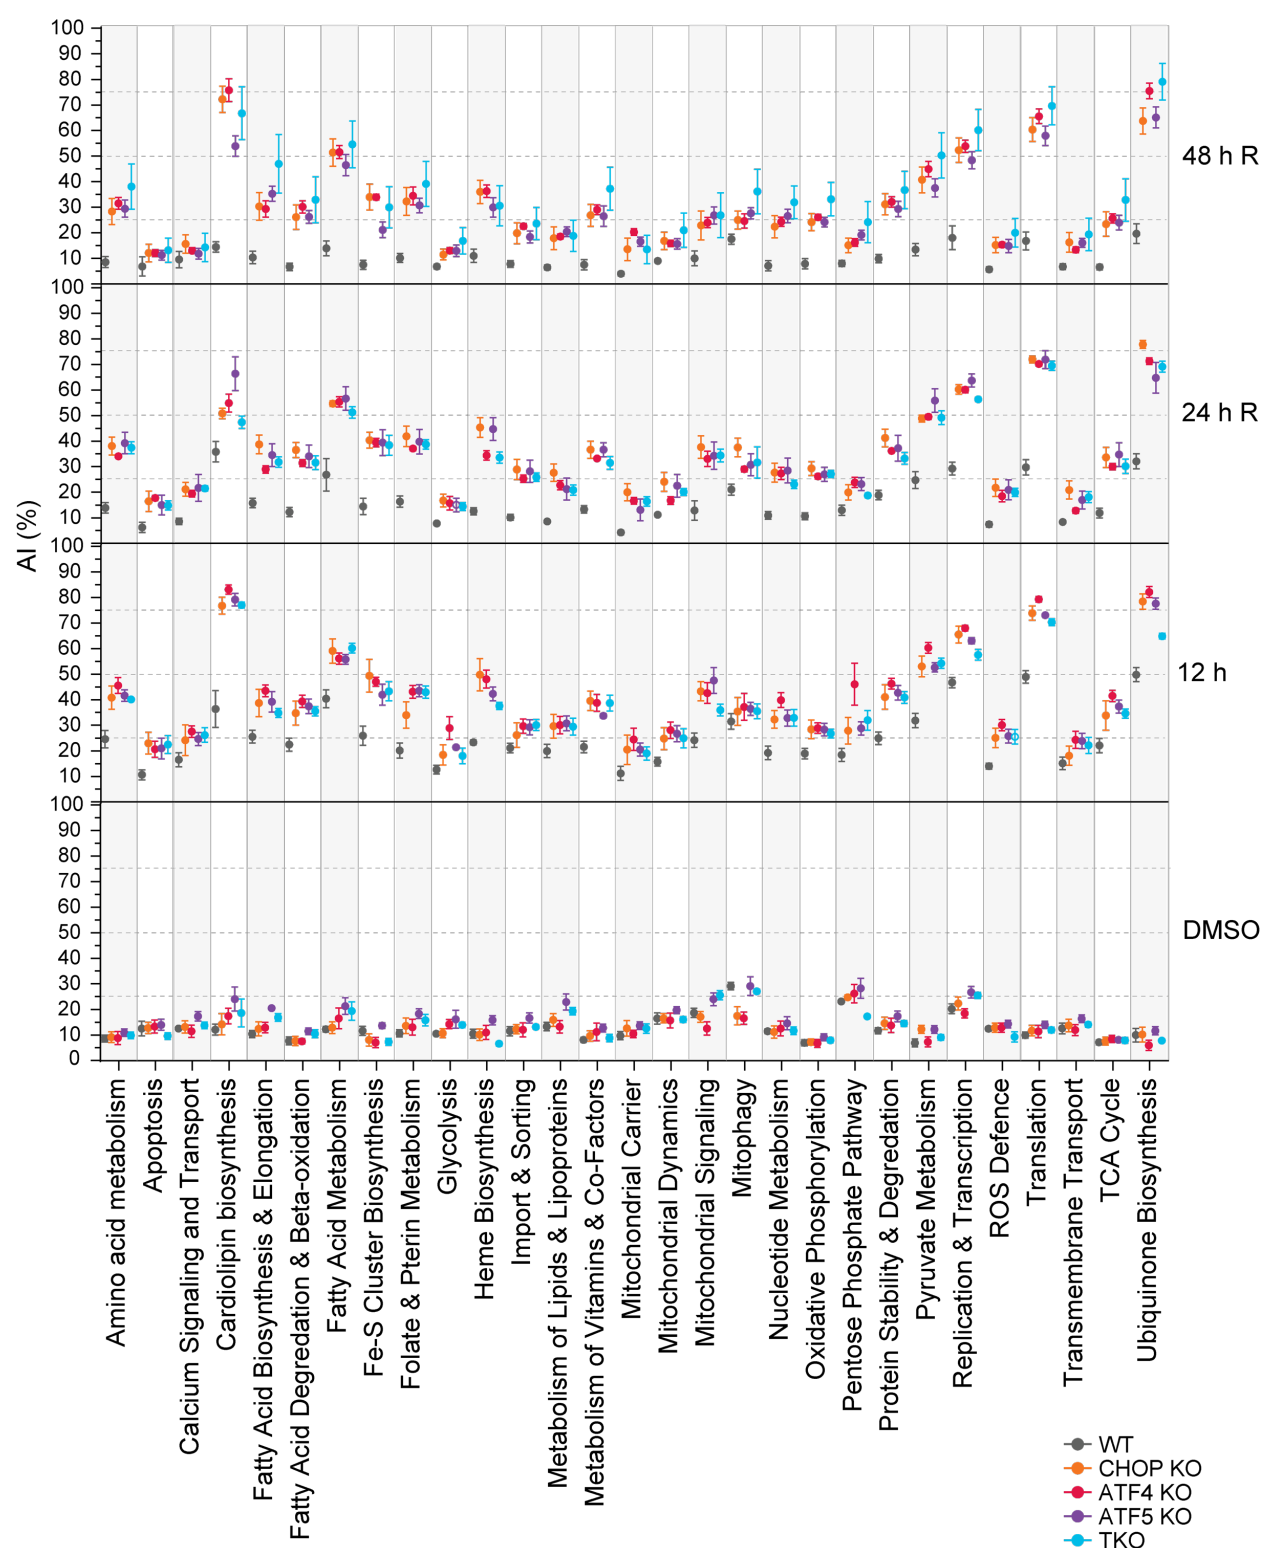 100
90
80
70
60
50
40
30
20
10
48 h R
100
90
80
70
60
50
40
30
20
10
24 h R
AI (%)
100
90
80
70
60
50
40
30
20
10
12 h
100
90
80
70
60
50
40
30
20
10
0
DMSO
Amino acid metabolism
Apoptosis
Calcium Signaling and Transport
Cardiolipin biosynthesis
Fatty Acid Biosynthesis & Elongation
Fatty Acid Degredation & Beta-oxidation
Fatty Acid Metabolism
Fe-S Cluster Biosynthesis
Folate & Pterin Metabolism
Glycolysis
Heme Biosynthesis
Import & Sorting
Metabolism of Lipids & Lipoproteins
Metabolism of Vitamins & Co-Factors
Mitochondrial Carrier
Mitochondrial Dynamics
Mitochondrial Signaling
Mitophagy
Nucleotide Metabolism
Oxidative Phosphorylation
Pentose Phosphate Pathway
Protein Stability & Degredation
Pyruvate Metabolism
Replication & Transcription
ROS Defence
Translation
Transmembrane Transport
TCA Cycle
Ubiquinone Biosynthesis
WT
CHOP KO
ATF4 KO
ATF5 KO
TKO